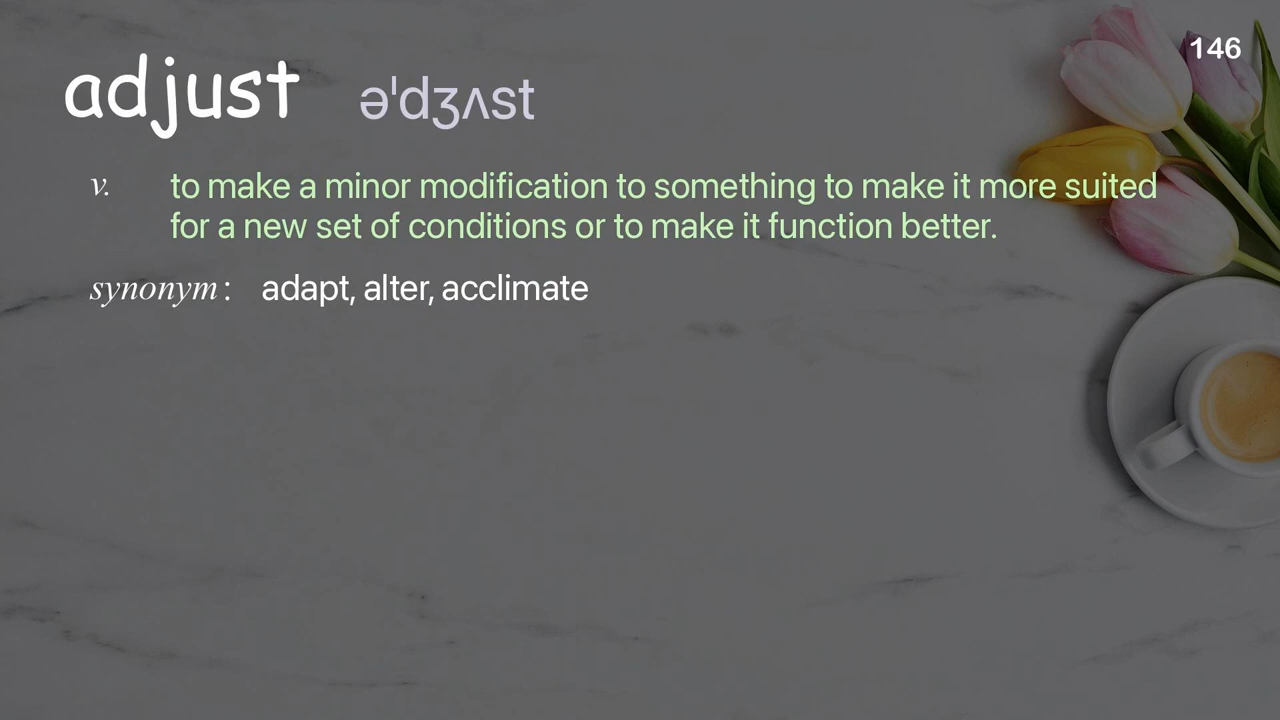 146
adjust əˈdʒʌst
v. to make a minor modification to something to make it more suited
for a new set of conditions or to make it function better.
synonym: adapt, alter, acclimate